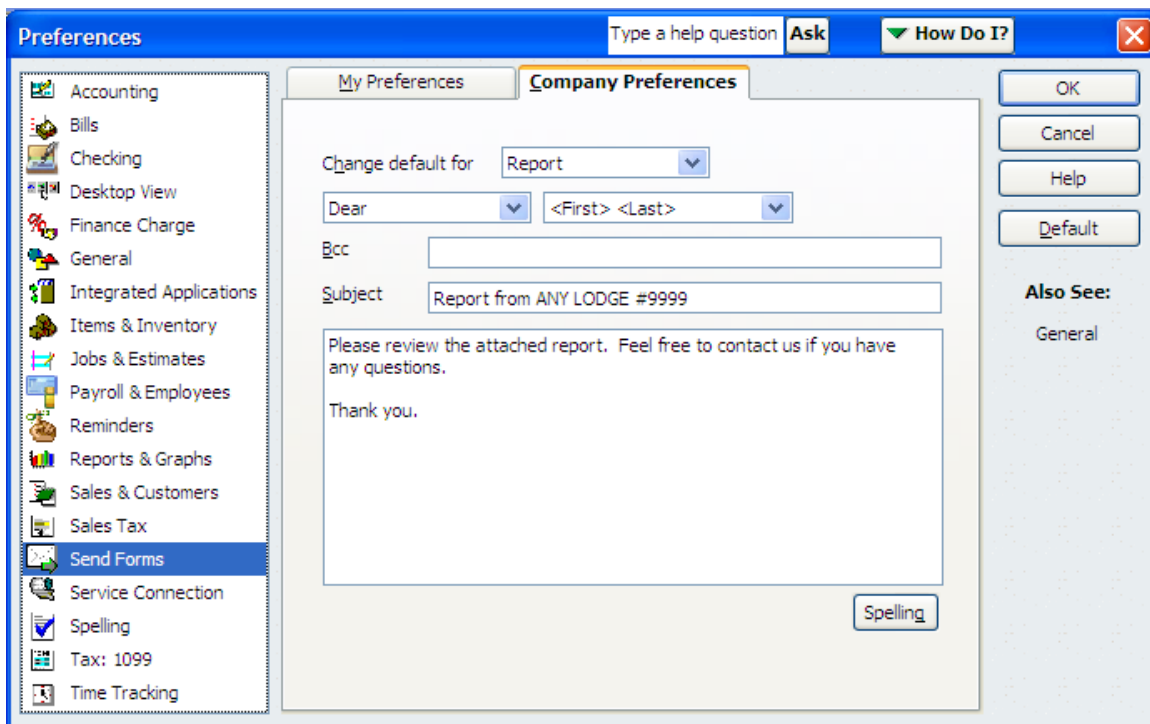 Preferences
Type a help question Ask
How Do I?
Accounting
Bills
Checking
Desktop View
Finance Charge
General
Integrated Applications
Items & Inventory
Jobs & Estimates
Payroll & Employees
Reminders
Reports & Graphs
Sales & Customers
Sales Tax
Send Forms
Service Connection
Spelling
Tax: 1099
Time Tracking
My Preferences
Company Preferences
Change default for Report
Dear <First> <Last>
Bcc
Subject Report from ANY LODGE #9999
Please review the attached report. Feel free to contact us if you have
any questions.
Thank you.
Spelling
OK
Cancel
Help
Default
Also See:
General